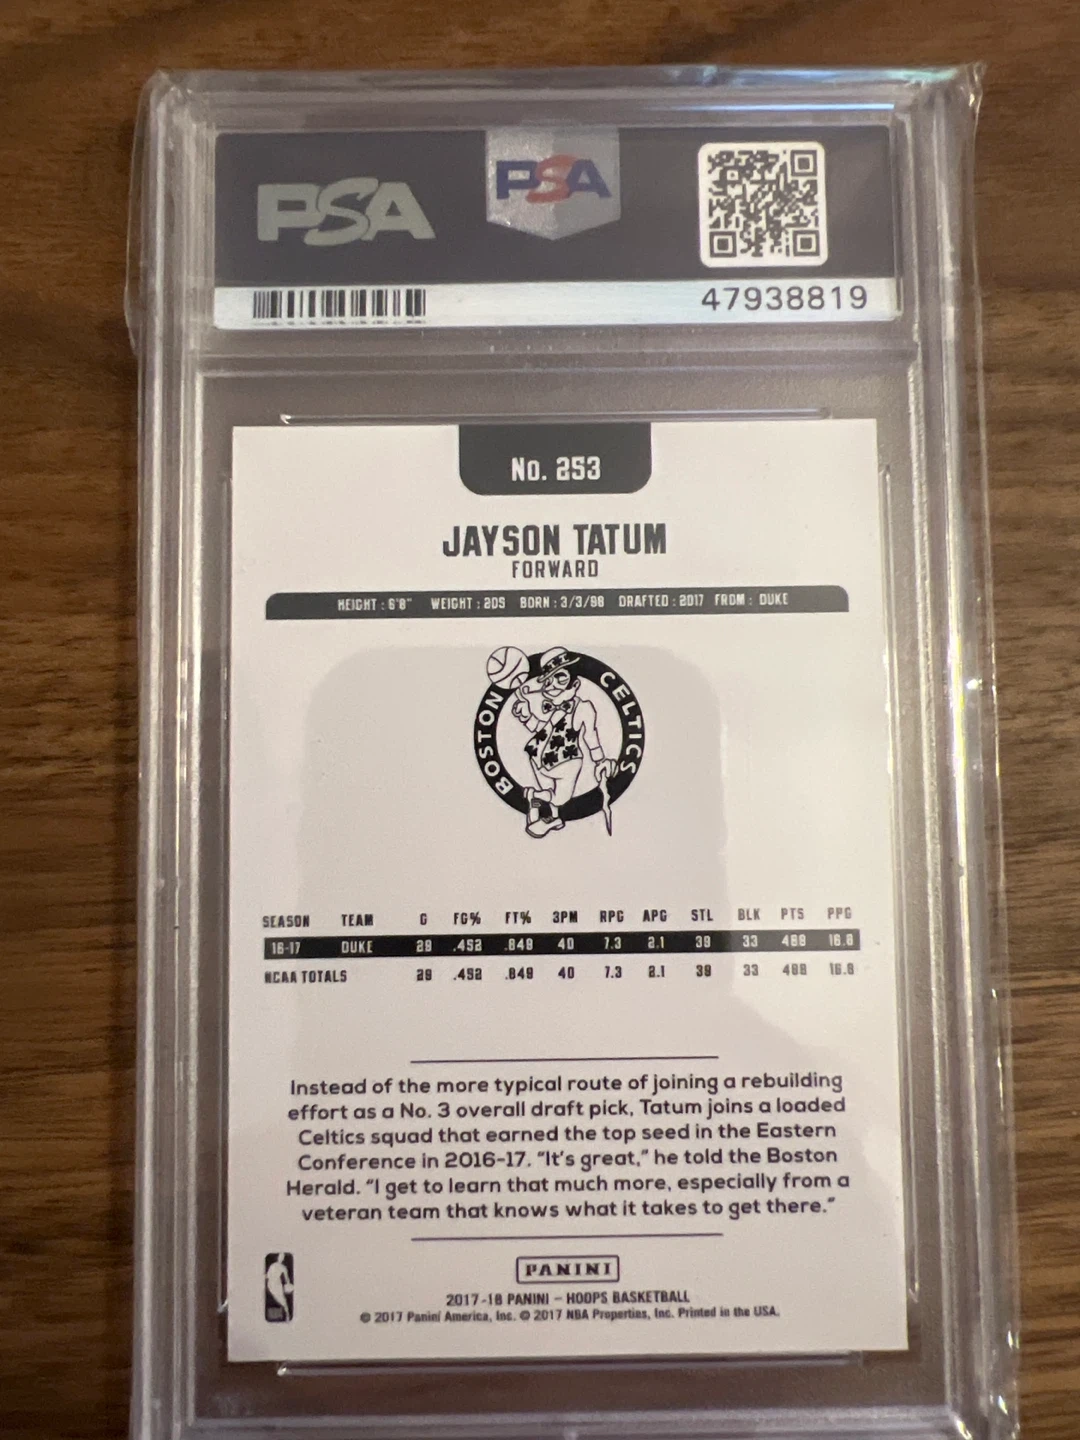 PSA
PSA
47938819
No. 253
JAYSON TATUM
FORWARD
HEIGHT : 6'8" WEIGHT : 205 BORN : 3/3/98 DRAFTED : 2017 FROM : DUKE
BOSTON CELTICS
SEASON TEAM G FG% FT% 3PM RPG APG STL BLK PTS PPG
16-17 DUKE 29 .452 .849 40 7.3 2.1 39 33 488 16.8
NCAA TOTALS 29 .452 .849 40 7.3 2.1 39 33 488 16.8
Instead of the more typical route of joining a rebuilding
effort as a No. 3 overall draft pick, Tatum joins a loaded
Celtics squad that earned the top seed in the Eastern
Conference in 2016-17. "It's great," he told the Boston
Herald. "I get to learn that much more, especially from a
veteran team that knows what it takes to get there."
PANINI
2017-18 PANINI – HOOPS BASKETBALL
© 2017 Panini America, Inc. © 2017 NBA Properties, Inc. Printed in the USA.